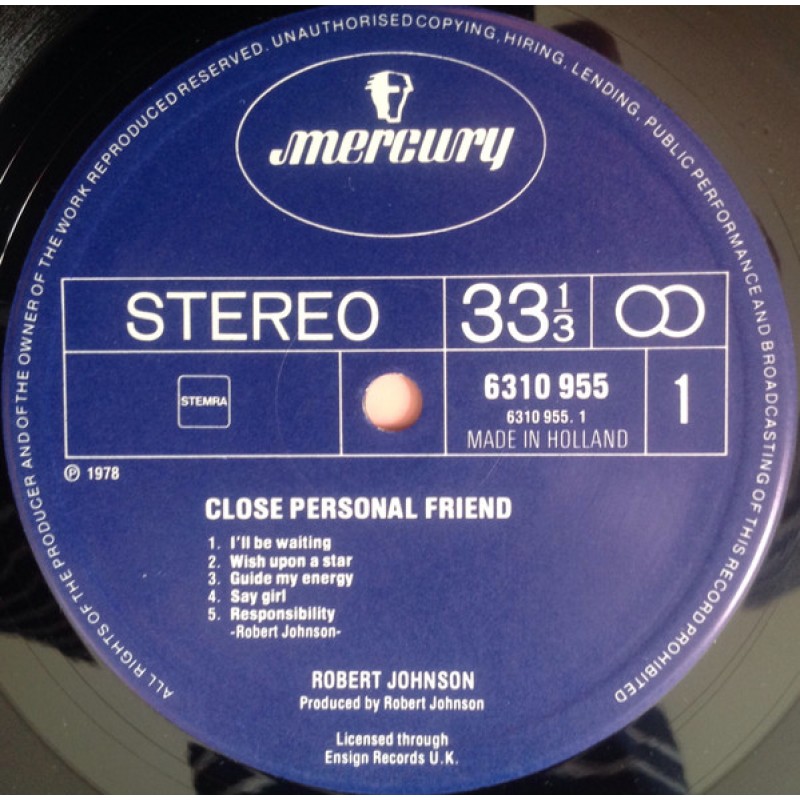 ALL RIGHTS OF THE PRODUCER AND OF THE OWNER OF THE WORK REPRODUCED RESERVED. UNAUTHORISED COPYING, HIRING, LENDING, PUBLIC PERFORMANCE AND BROADCASTING OF THIS RECORD PROHIBITED
mercury
STEREO
33 1/3
STEMRA
6310 955
6310 955. 1
MADE IN HOLLAND
1
℗ 1978
CLOSE PERSONAL FRIEND
1. I'll be waiting
2. Wish upon a star
3. Guide my energy
4. Say girl
5. Responsibility
-Robert Johnson-
ROBERT JOHNSON
Produced by Robert Johnson
Licensed through
Ensign Records U.K.